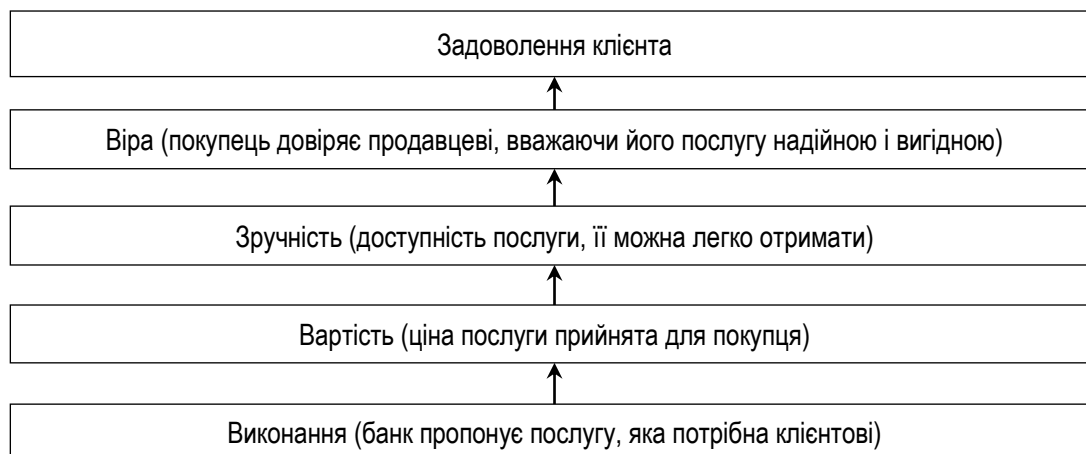 Задоволення клієнта
Віра (покупець довіряє продавцеві, вважаючи його послугу надійною і вигідною)
Зручність (доступність послуги, її можна легко отримати)
Вартість (ціна послуги прийнята для покупця)
Виконання (банк пропонує послугу, яка потрібна клієнтові)